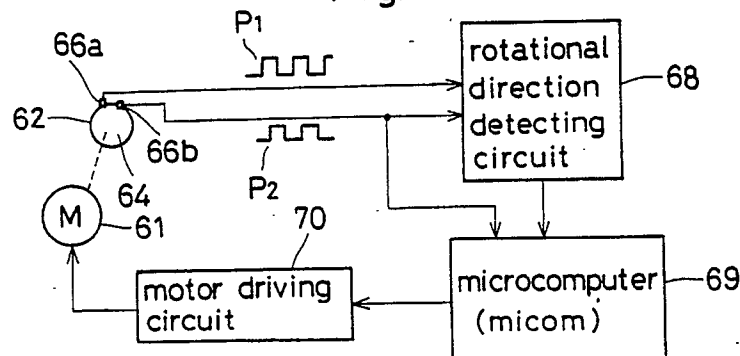 P1
66a
62
66b
64
P2
rotational
direction
detecting
circuit
68
M
61
70
motor driving
circuit
microcomputer
(micom)
69